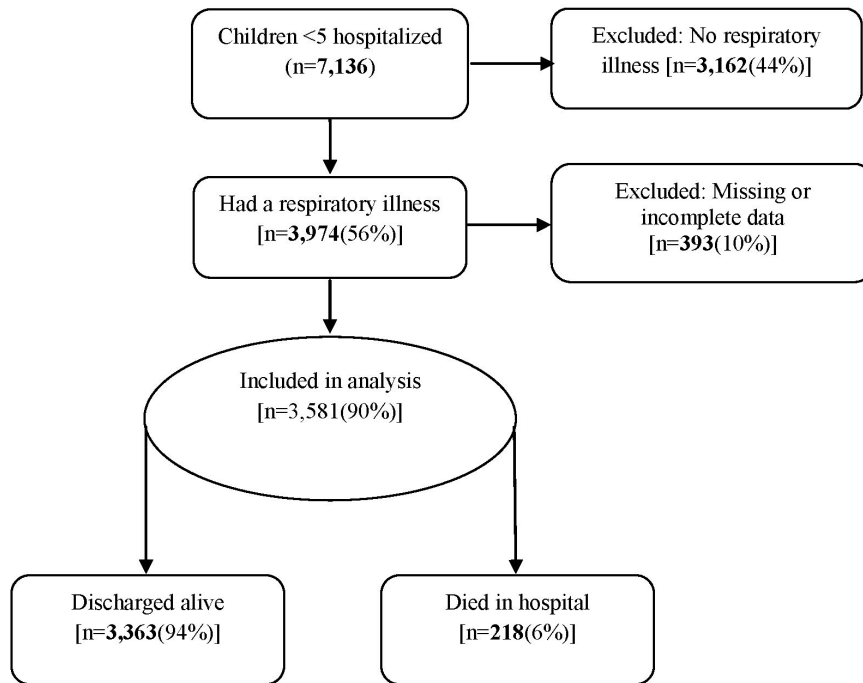 Children <5 hospitalized
(n=7,136)
Excluded: No respiratory
illness [n=3,162(44%)]
Had a respiratory illness
[n=3,974(56%)]
Excluded: Missing or
incomplete data
[n=393(10%)]
Included in analysis
[n=3,581(90%)]
Discharged alive
[n=3,363(94%)]
Died in hospital
[n=218(6%)]